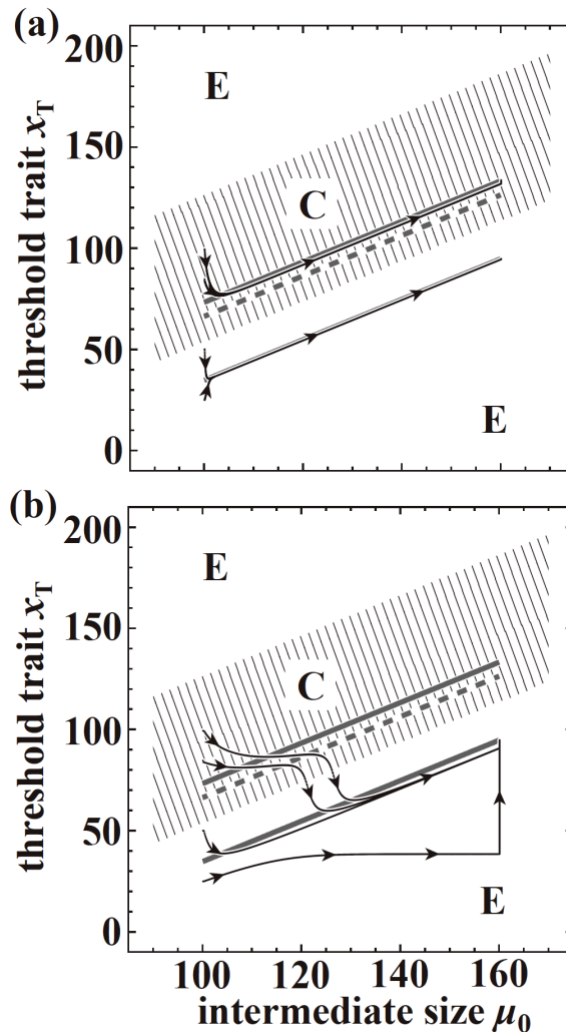 (a)
200
E
150
C
100
50
E
0
threshold trait xT
(b)
200
E
150
C
100
50
E
0
threshold trait xT
100 120 140 160
intermediate size μ0